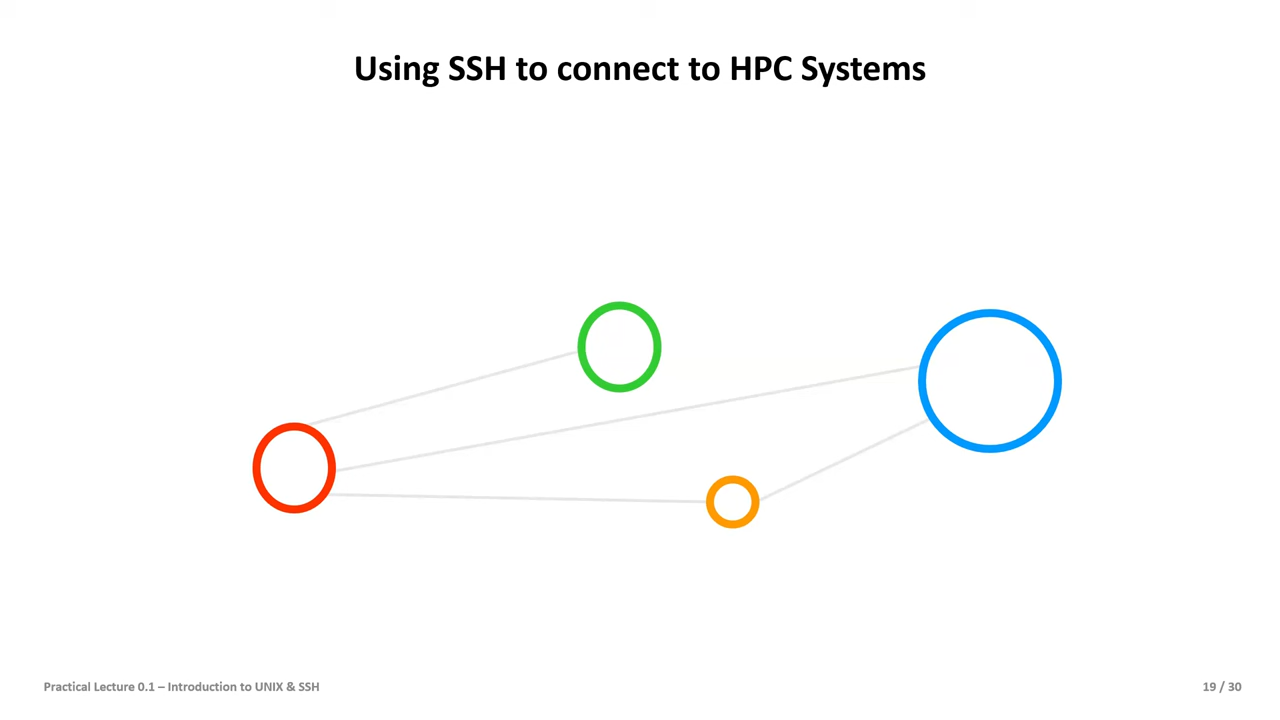 Using SSH to connect to HPC Systems
Practical Lecture 0.1 – Introduction to UNIX & SSH
19 / 30